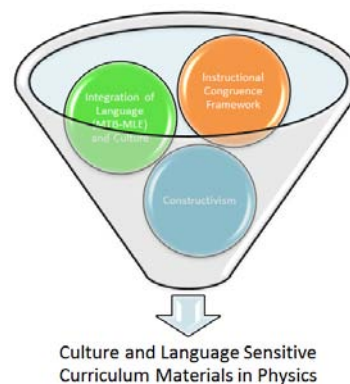 Integration of
Language
(MTB-MLE)
and Culture
Instructional
Congruence
Framework
Constructivism
Culture and Language Sensitive
Curriculum Materials in Physics